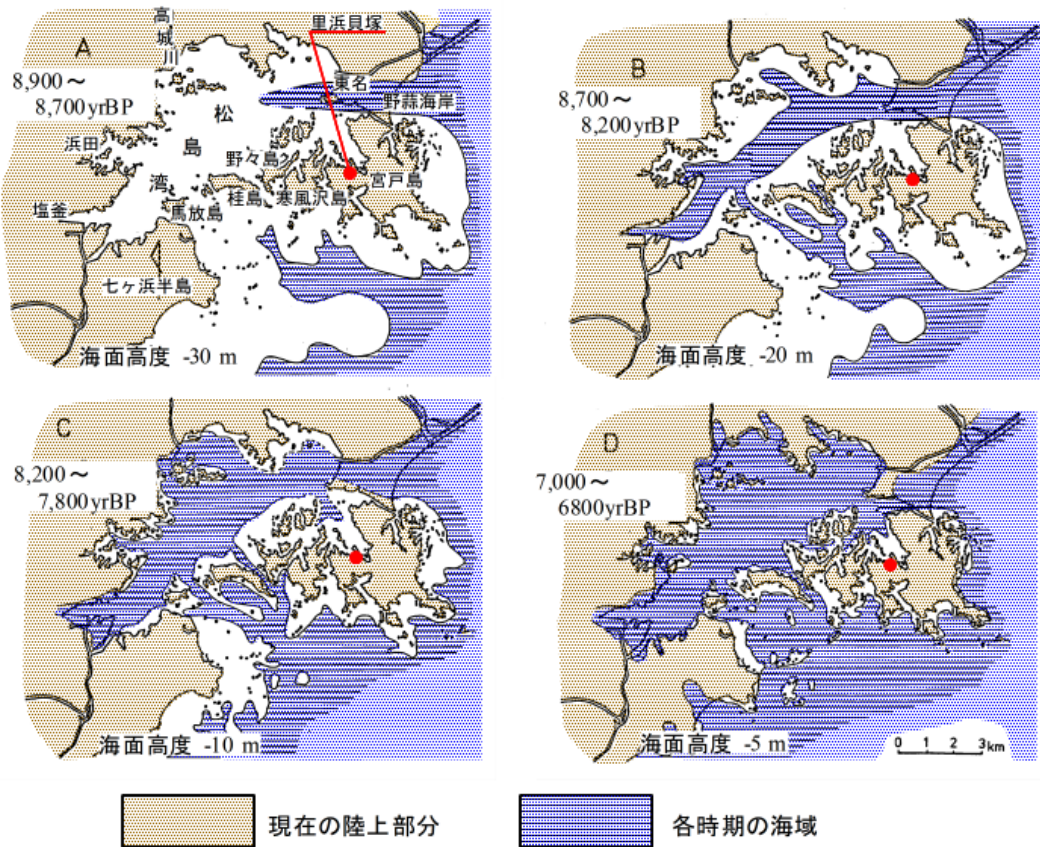 A
8,900～
8,700yrBP
高城川
里浜貝塚
東名
野蒜海岸
松島湾
浜田
野々島
宮戸島
塩釜
馬放島
桂島
寒風沢島
七ヶ浜半島
海面高度 -30 m
B
8,700～
8,200yrBP
海面高度 -20 m
C
8,200～
7,800yrBP
海面高度 -10 m
D
7,000～
6800yrBP
海面高度 -5 m
0 1 2 3km
現在の陸上部分
各時期の海域